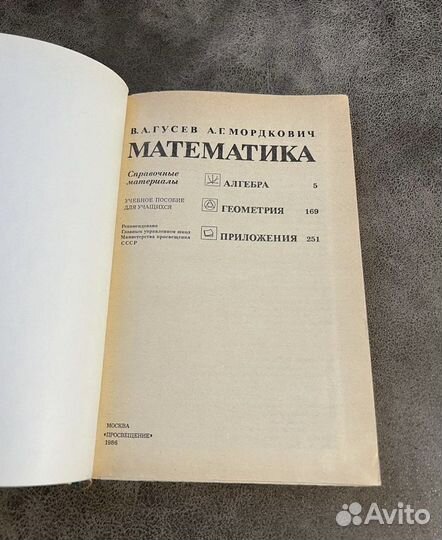 В.А.ГУСЕВ А.Г.МОРДКОВИЧ
МАТЕМАТИКА
Справочные
материалы
УЧЕБНОЕ ПОСОБИЕ
ДЛЯ УЧАЩИХСЯ
Рекомендовано
Главным управлением школ
Министерства просвещения
СССР
АЛГЕБРА 5
ГЕОМЕТРИЯ 169
ПРИЛОЖЕНИЯ 251
МОСКВА
«ПРОСВЕЩЕНИЕ»
1986
Avito